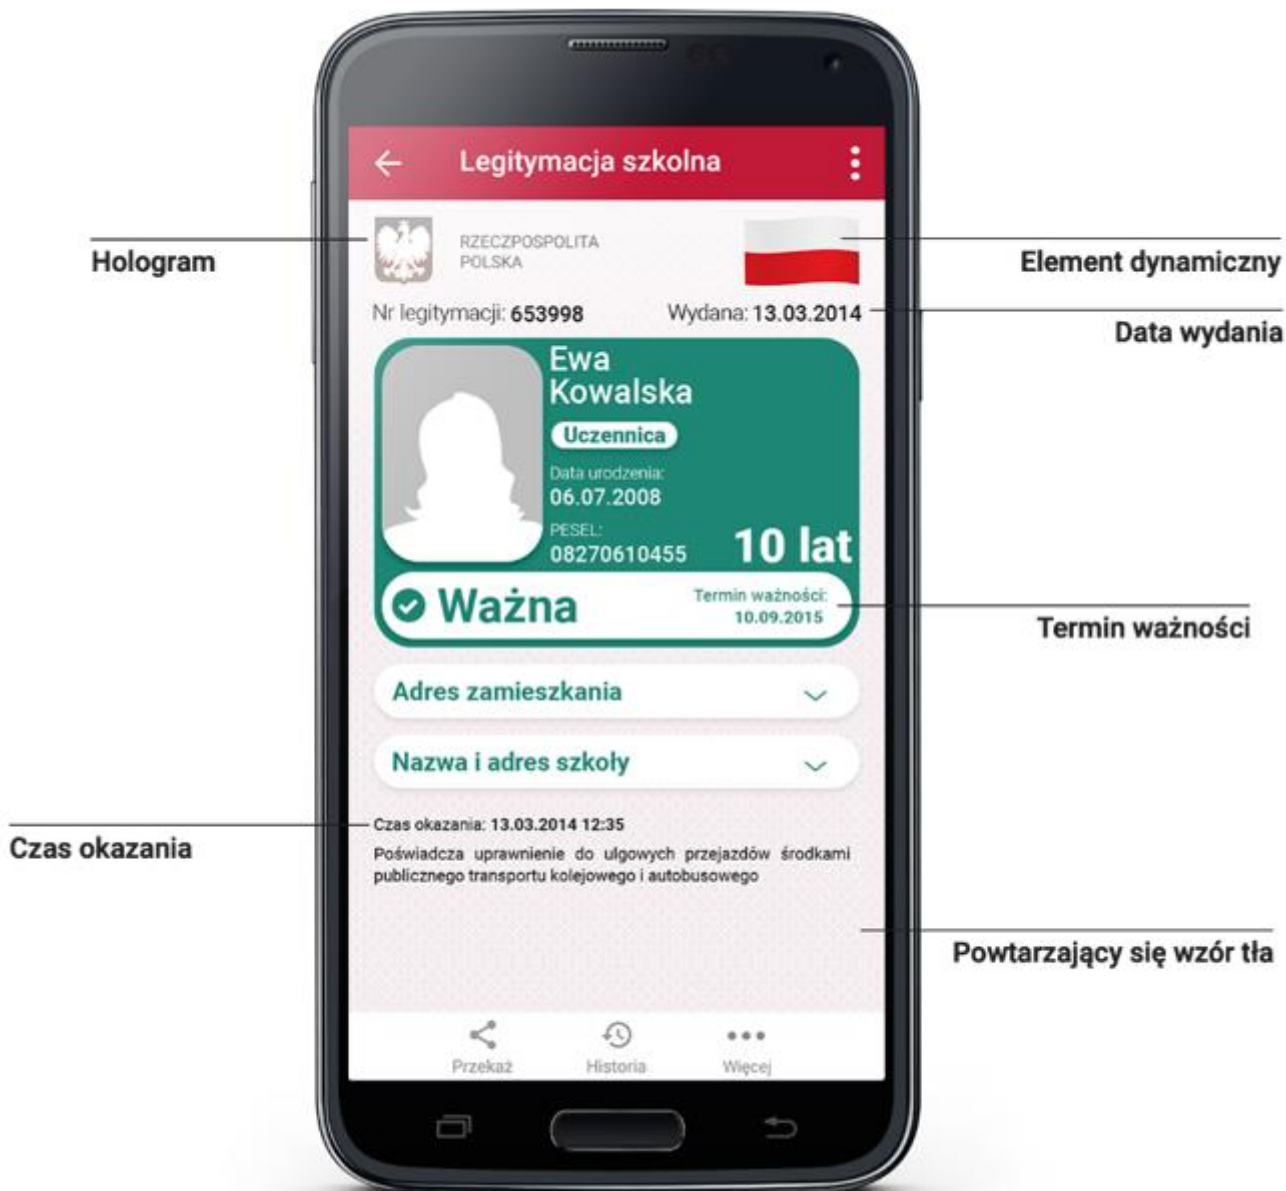 Legitymacja szkolna
Hologram
RZECZPOSPOLITA
POLSKA
Element dynamiczny
Nr legitymacji: 653998
Wydana: 13.03.2014
Data wydania
Ewa
Kowalska
Uczennica
Data urodzenia:
06.07.2008
PESEL:
08270610455
10 lat
Ważna
Termin ważności:
10.09.2015
Termin ważności
Adres zamieszkania
Nazwa i adres szkoły
Czas okazania: 13.03.2014 12:35
Czas okazania
Poświadcza uprawnienie do ulgowych przejazdów środkami
publicznego transportu kolejowego i autobusowego
Powtarzający się wzór tła
Przekaż
Historia
Więcej